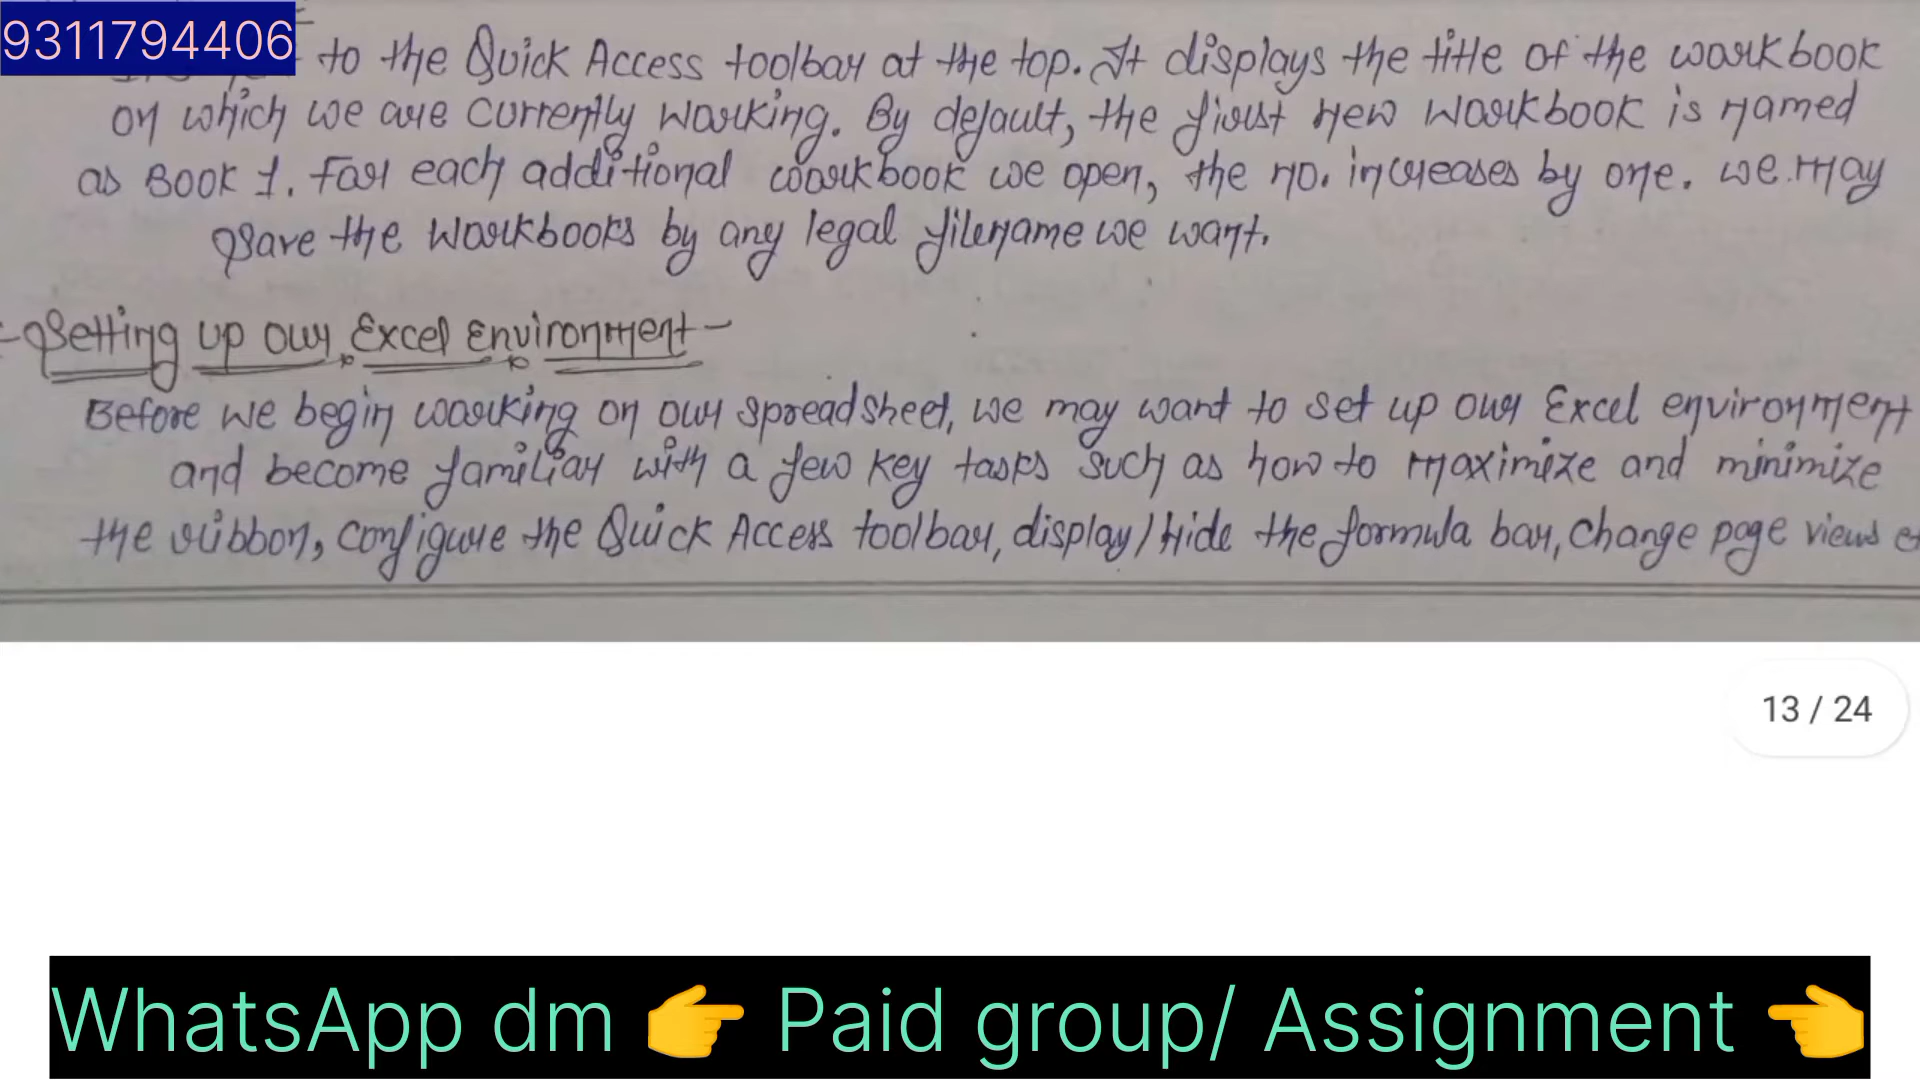 9311794406
to the Quick Access toolbar at the top. It displays the title of the workbook
on which we are currently working. By default, the first new workbook is named
as Book 1. For each additional workbook we open, the no. increases by one. we may
save the workbooks by any legal filename we want.
- Setting up our Excel Environment -
Before we begin working on our spreadsheet, we may want to set up our Excel environment
and become familiar with a few key tasks such as how to maximize and minimize
the ribbon, configure the Quick Access toolbar, display/Hide the formula bar, change page views
13 / 24
WhatsApp dm 👉 Paid group/ Assignment 👈